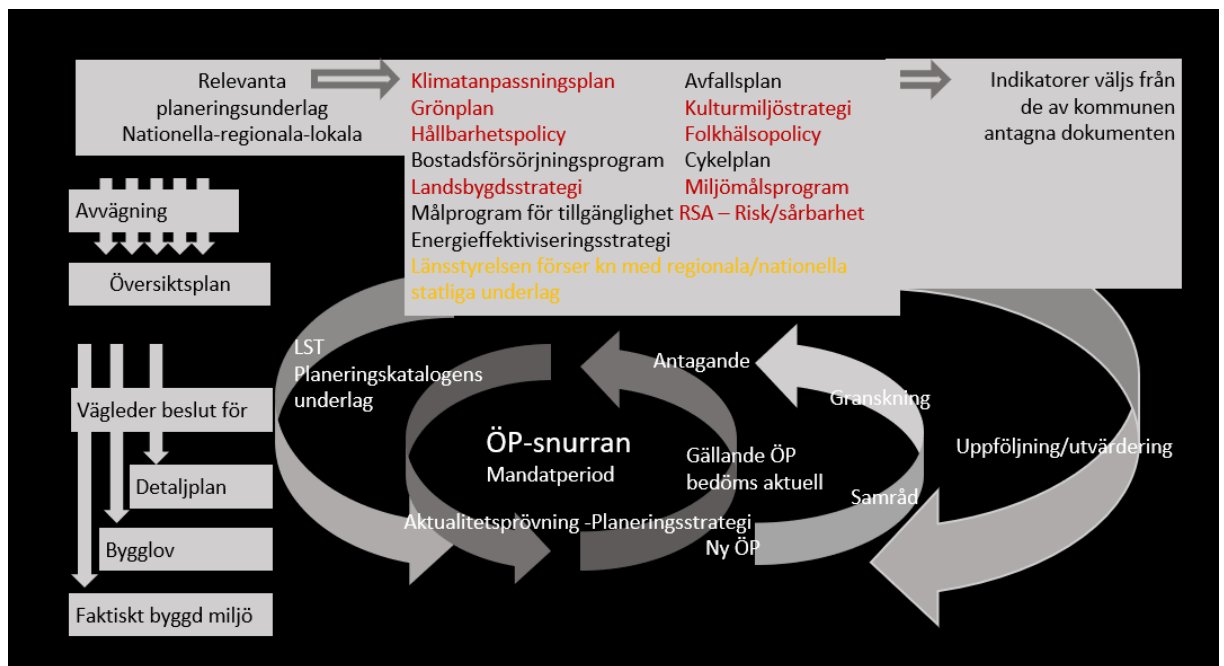 Relevanta
planeringsunderlag
Nationella-regionala-lokala
Klimatanpassningsplan
Grönplan
Hållbarhetspolicy
Bostadsförsörjningsprogram
Landsbygdsstrategi
Målprogram för tillgänglighet
Energieffektiviseringsstrategi
Länsstyrelsen förser kn med regionala/nationella
statliga underlag
Avfallsplan
Kulturmiljöstrategi
Folkhälsopolicy
Cykelplan
Miljömålsprogram
RSA – Risk/sårbarhet
Indikatorer väljs från
de av kommunen
antagna dokumenten
Avvägning
Översiktsplan
Vägleder beslut för
Detaljplan
Bygglov
Faktiskt byggd miljö
LST
Planeringskatalogens
underlag
ÖP-snurran
Mandatperiod
Antagande
Granskning
Gällande ÖP
bedöms aktuell
Samråd
Aktualitetsprövning -Planeringsstrategi
Ny ÖP
Uppföljning/utvärdering